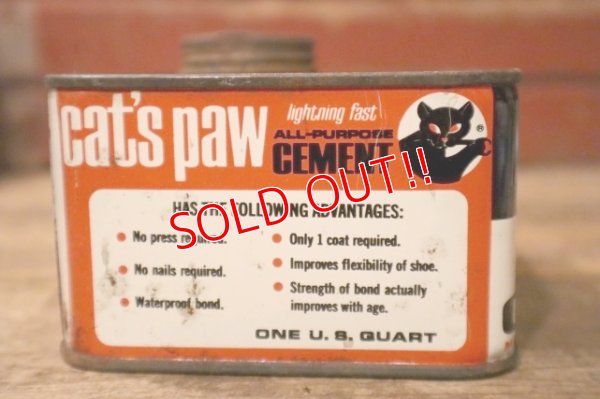 cat's paw
lightning fast
ALL-PURPOSE
CEMENT
®
SOLD OUT!!
HAS THE FOLLOWING ADVANTAGES:
• No press required.
• No nails required.
• Waterproof bond.
• Only 1 coat required.
• Improves flexibility of shoe.
• Strength of bond actually
improves with age.
ONE U. S. QUART